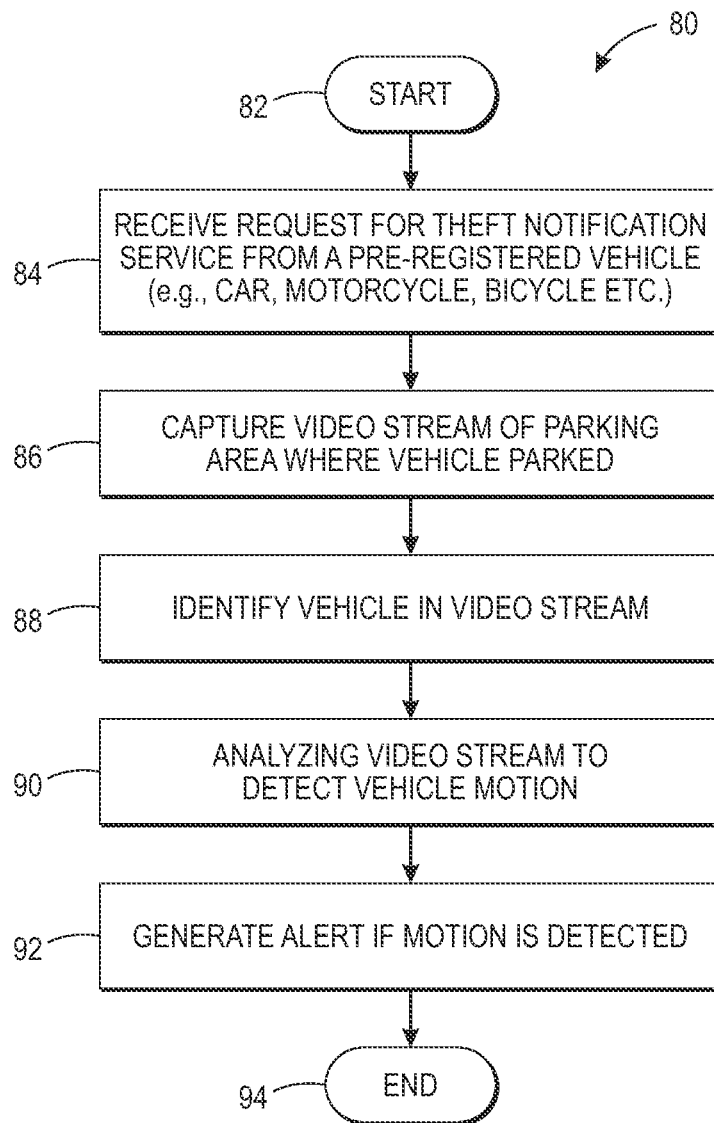 80
82
START
84
RECEIVE REQUEST FOR THEFT NOTIFICATION
SERVICE FROM A PRE-REGISTERED VEHICLE
(e.g., CAR, MOTORCYCLE, BICYCLE ETC.)
86
CAPTURE VIDEO STREAM OF PARKING
AREA WHERE VEHICLE PARKED
88
IDENTIFY VEHICLE IN VIDEO STREAM
90
ANALYZING VIDEO STREAM TO
DETECT VEHICLE MOTION
92
GENERATE ALERT IF MOTION IS DETECTED
94
END